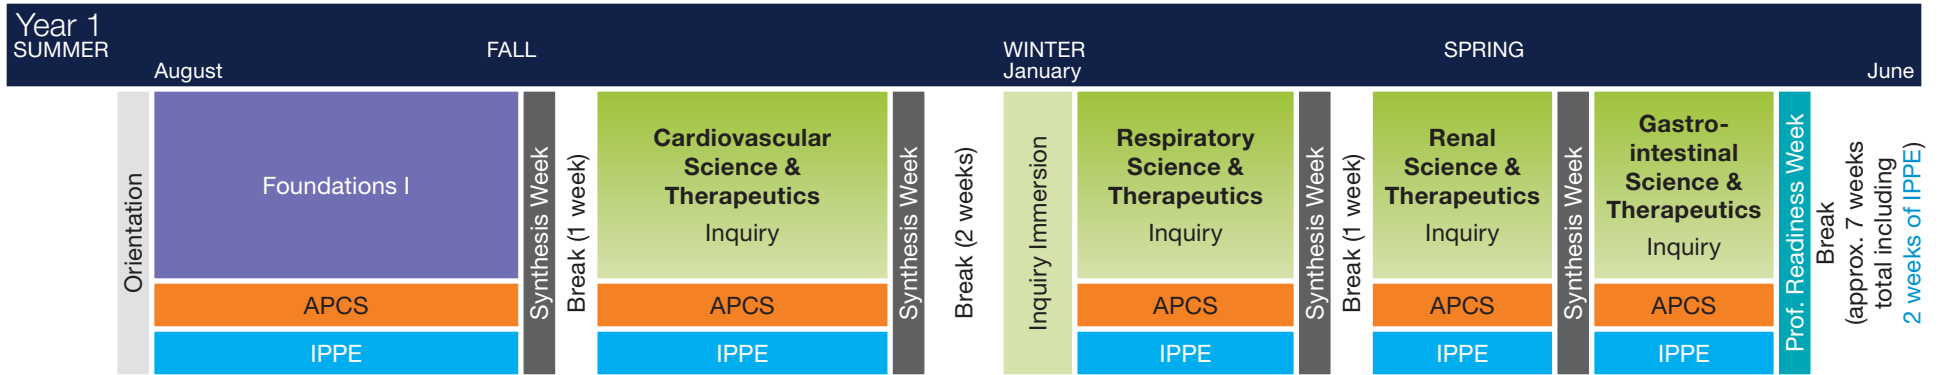 Year 1
SUMMER
FALL
WINTER
SPRING
August
January
June
Orientation
Foundations I
APCS
IPPE
Synthesis Week
Break (1 week)
Cardiovascular
Science &
Therapeutics
Inquiry
APCS
IPPE
Synthesis Week
Break (2 weeks)
Inquiry Immersion
Respiratory
Science &
Therapeutics
Inquiry
APCS
IPPE
Synthesis Week
Break (1 week)
Renal
Science &
Therapeutics
Inquiry
APCS
IPPE
Synthesis Week
Gastro-
intestinal
Science &
Therapeutics
Inquiry
APCS
IPPE
Prof. Readiness Week
Break
(approx. 7 weeks
total including
2 weeks of IPPE)